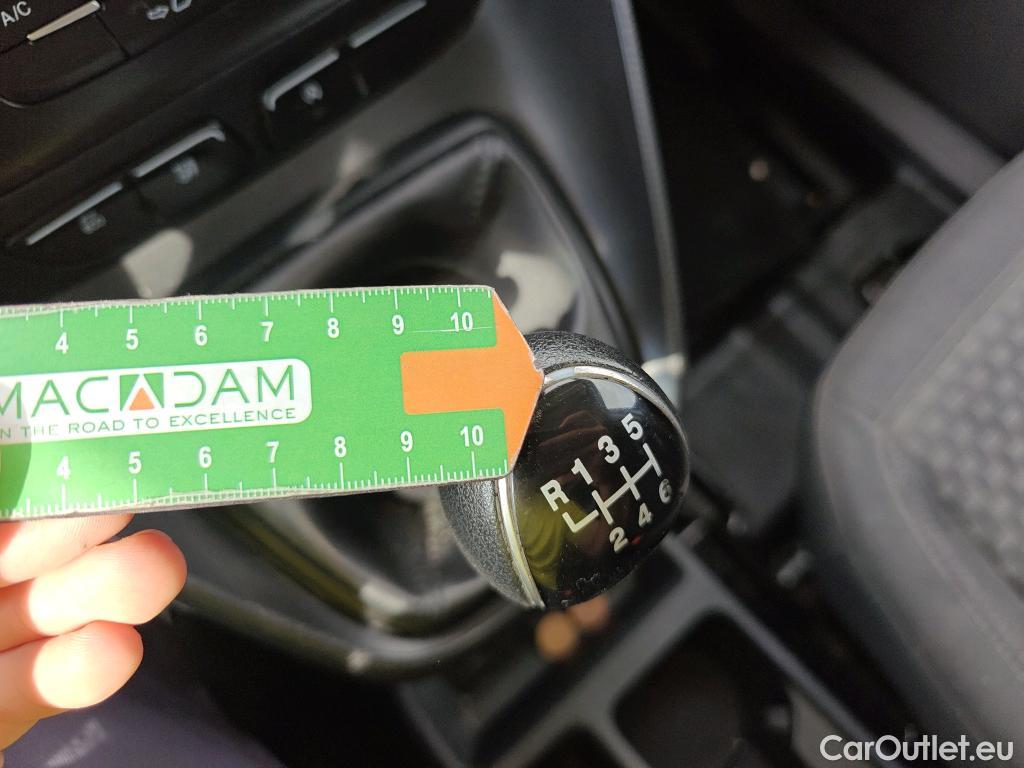 A/C
4 5 6 7 8 9 10
MACADAM
N THE ROAD TO EXCELLENCE
4 5 6 7 8 9 10
R 1 3 5
2 4 6
CarOutlet.eu